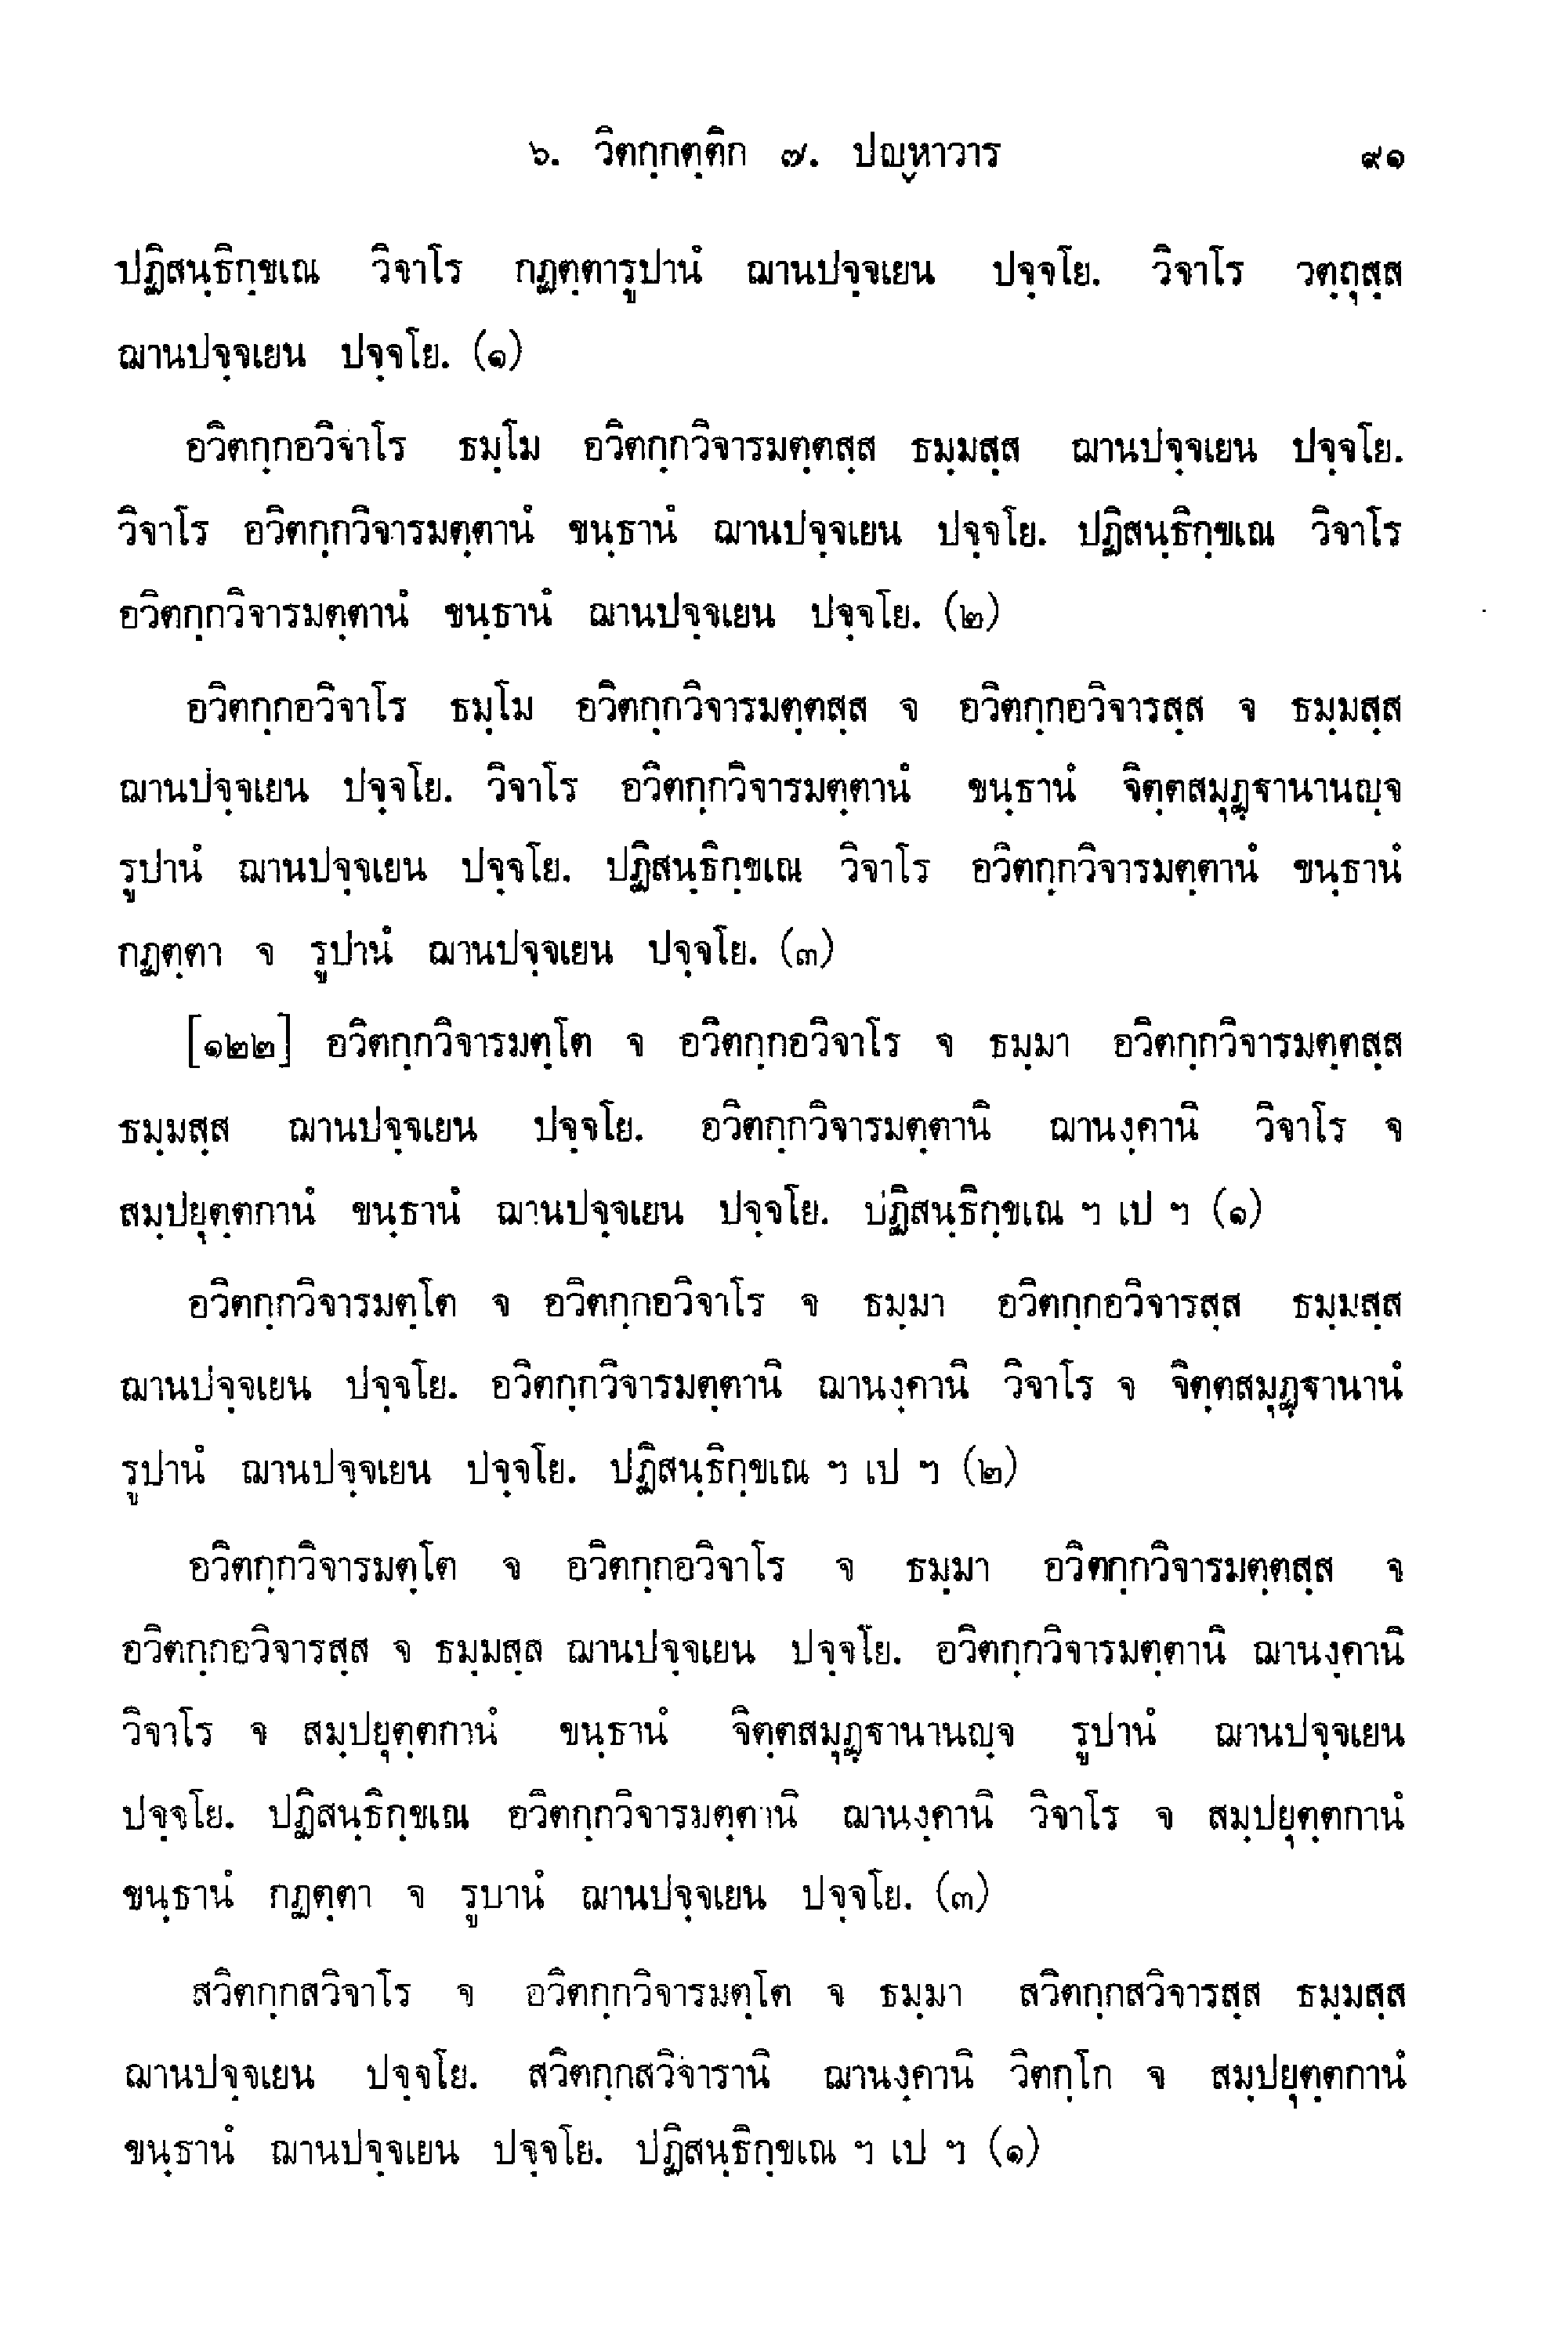 ๖. วิตกฺกตฺติก ๗. ปญฺหาวาร ๙๑
ปฏิสนฺธิกฺขเณ วิจาโร กฏตฺตารูปานํ ฌานปจฺจเยน ปจฺจโย. วิจาโร วตฺถุสฺส
ฌานปจฺจเยน ปจฺจโย. (๑)
อวิตกฺกอวิจาโร ธมฺโม อวิตกฺกวิจารมตฺตสฺส ธมฺมสฺส ฌานปจฺจเยน ปจฺจโย.
วิจาโร อวิตกฺกวิจารมตฺตานํ ขนฺธานํ ฌานปจฺจเยน ปจฺจโย. ปฏิสนฺธิกฺขเณ วิจาโร
อวิตกฺกวิจารมตฺตานํ ขนฺธานํ ฌานปจฺจเยน ปจฺจโย. (๒)
อวิตกฺกอวิจาโร ธมฺโม อวิตกฺกวิจารมตฺตสฺส จ อวิตกฺกอวิจารสฺส จ ธมฺมสฺส
ฌานปจฺจเยน ปจฺจโย. วิจาโร อวิตกฺกวิจารมตฺตานํ ขนฺธานํ จิตฺตสมุฏฺฐานานญฺจ
รูปานํ ฌานปจฺจเยน ปจฺจโย. ปฏิสนฺธิกฺขเณ วิจาโร อวิตกฺกวิจารมตฺตานํ ขนฺธานํ
กฏตฺตา จ รูปานํ ฌานปจฺจเยน ปจฺจโย. (๓)
[๑๒๒] อวิตกฺกวิจารมตฺโต จ อวิตกฺกอวิจาโร จ ธมฺมา อวิตกฺกวิจารมตฺตสฺส
ธมฺมสฺส ฌานปจฺจเยน ปจฺจโย. อวิตกฺกวิจารมตฺตานิ ฌานงฺคานิ วิจาโร จ
สมฺปยุตฺตกานํ ขนฺธานํ ฌานปจฺจเยน ปจฺจโย. ปฏิสนฺธิกฺขเณ ฯ เป ฯ (๑)
อวิตกฺกวิจารมตฺโต จ อวิตกฺกอวิจาโร จ ธมฺมา อวิตกฺกอวิจารสฺส ธมฺมสฺส
ฌานปจฺจเยน ปจฺจโย. อวิตกฺกวิจารมตฺตานิ ฌานงฺคานิ วิจาโร จ จิตฺตสมุฏฺฐานานํ
รูปานํ ฌานปจฺจเยน ปจฺจโย. ปฏิสนฺธิกฺขเณ ฯ เป ฯ (๒)
อวิตกฺกวิจารมตฺโต จ อวิตกฺกอวิจาโร จ ธมฺมา อวิตกฺกวิจารมตฺตสฺส จ
อวิตกฺกอวิจารสฺส จ ธมฺมสฺส ฌานปจฺจเยน ปจฺจโย. อวิตกฺกวิจารมตฺตานิ ฌานงฺคานิ
วิจาโร จ สมฺปยุตฺตกานํ ขนฺธานํ จิตฺตสมุฏฺฐานานญฺจ รูปานํ ฌานปจฺจเยน
ปจฺจโย. ปฏิสนฺธิกฺขเณ อวิตกฺกวิจารมตฺตานิ ฌานงฺคานิ วิจาโร จ สมฺปยุตฺตกานํ
ขนฺธานํ กฏตฺตา จ รูปานํ ฌานปจฺจเยน ปจฺจโย. (๓)
สวิตกฺกสวิจาโร จ อวิตกฺกวิจารมตฺโต จ ธมฺมา สวิตกฺกสวิจารสฺส ธมฺมสฺส
ฌานปจฺจเยน ปจฺจโย. สวิตกฺกสวิจารานิ ฌานงฺคานิ วิตกฺโก จ สมฺปยุตฺตกานํ
ขนฺธานํ ฌานปจฺจเยน ปจฺจโย. ปฏิสนฺธิกฺขเณ ฯ เป ฯ (๑)